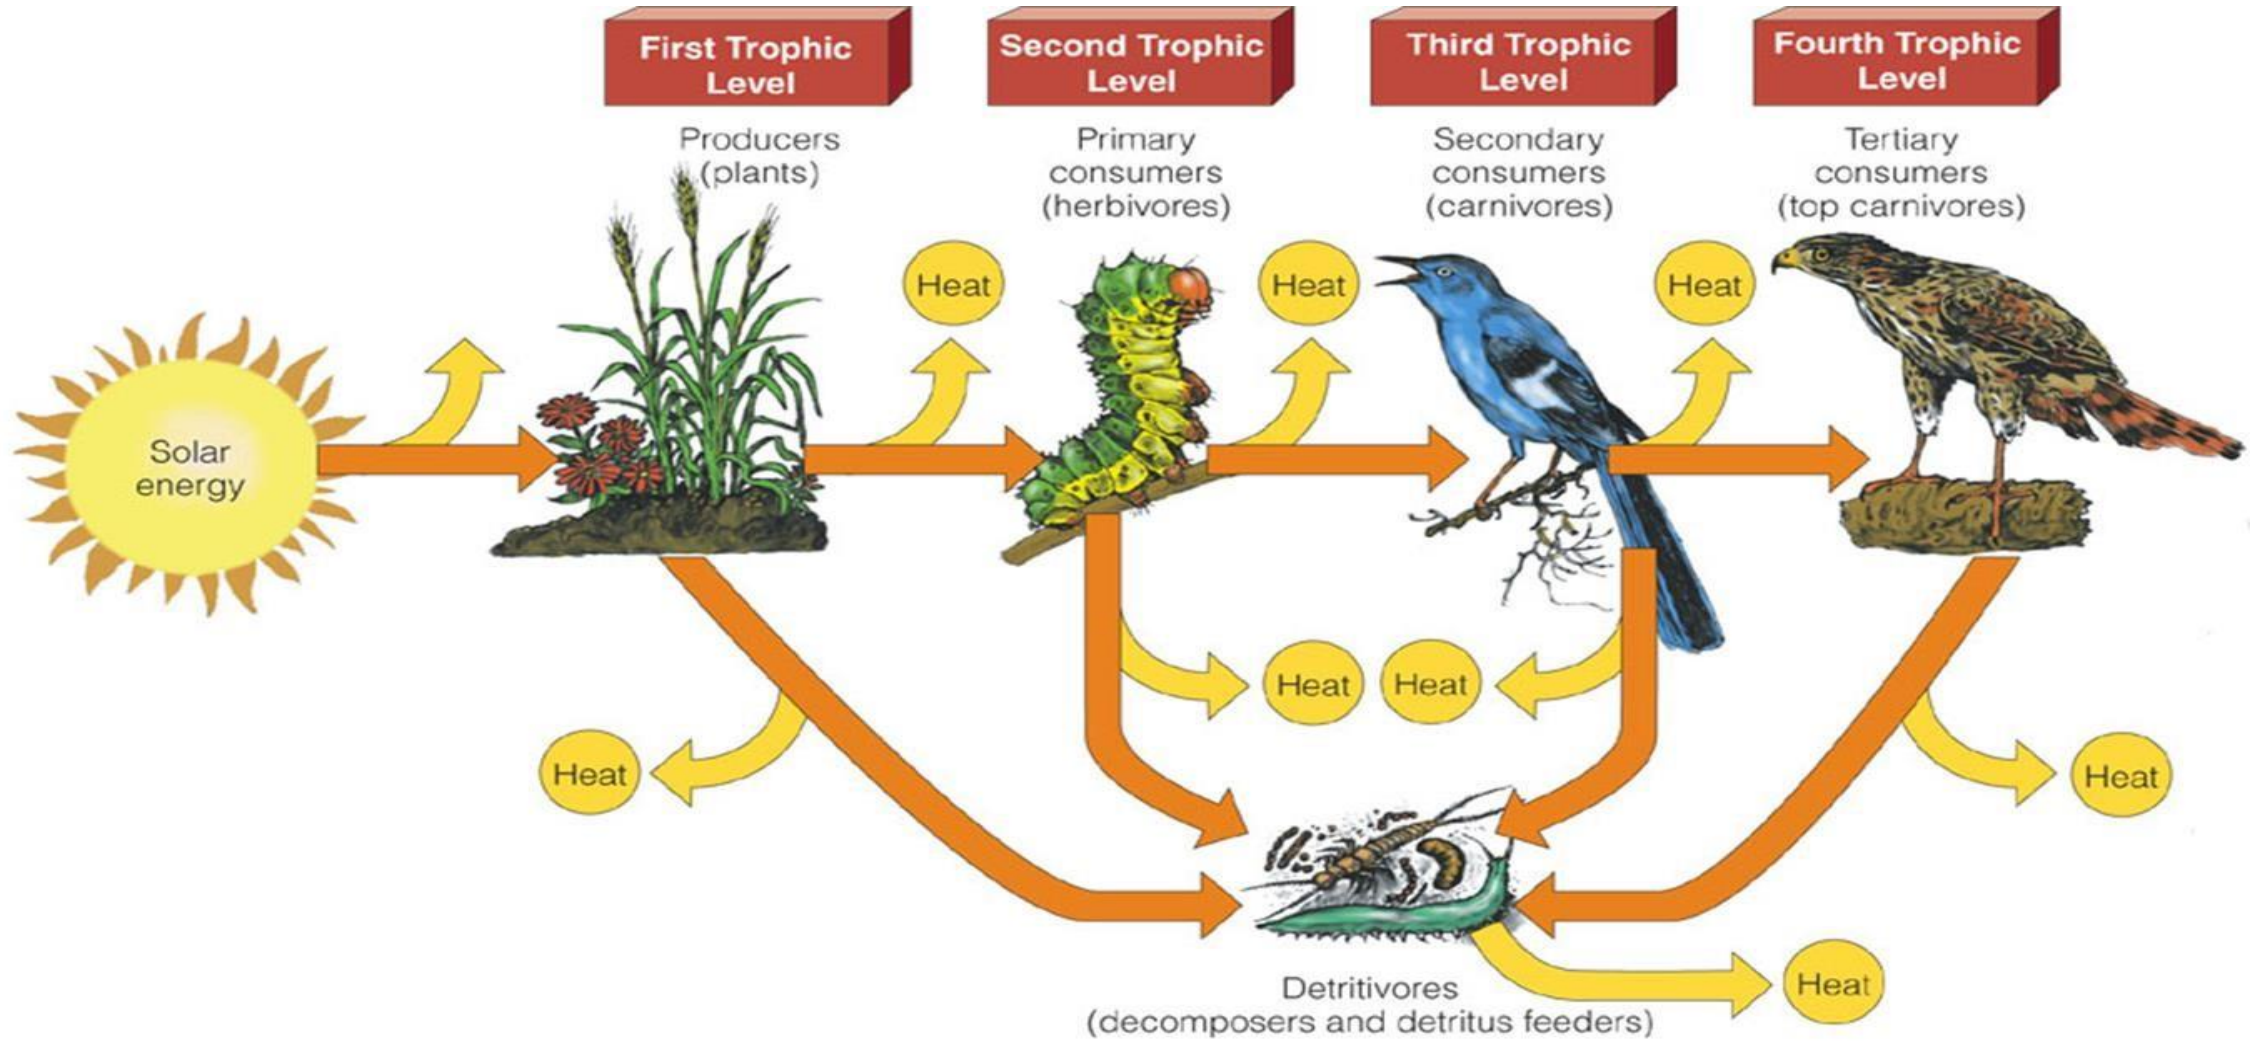 First Trophic
Level
Second Trophic
Level
Third Trophic
Level
Fourth Trophic
Level
Producers
(plants)
Primary
consumers
(herbivores)
Secondary
consumers
(carnivores)
Tertiary
consumers
(top carnivores)
Heat
Heat
Heat
Solar
energy
Heat
Heat
Heat
Heat
Heat
Detritivores
(decomposers and detritus feeders)